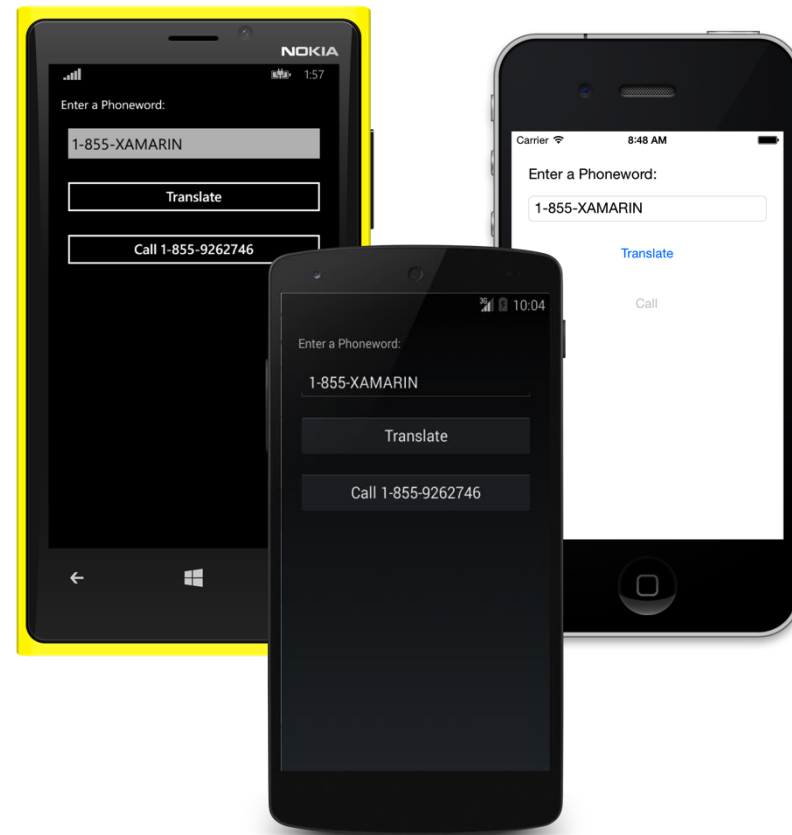 NOKIA
1:57
Enter a Phoneword:
1-855-XAMARIN
Translate
Call 1-855-9262746
Carrier 8:48 AM
Enter a Phoneword:
1-855-XAMARIN
Translate
Call
3G 10:04
Enter a Phoneword:
1-855-XAMARIN
Translate
Call 1-855-9262746